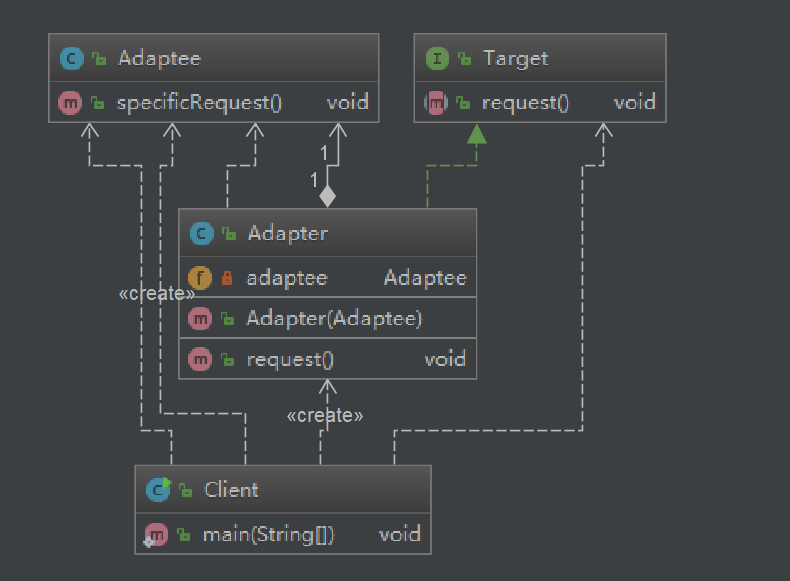 Adaptee
specificRequest() void
Target
request() void
1
1
Adapter
adaptee Adaptee
Adapter(Adaptee)
request() void
«create»
«create»
Client
main(String[]) void